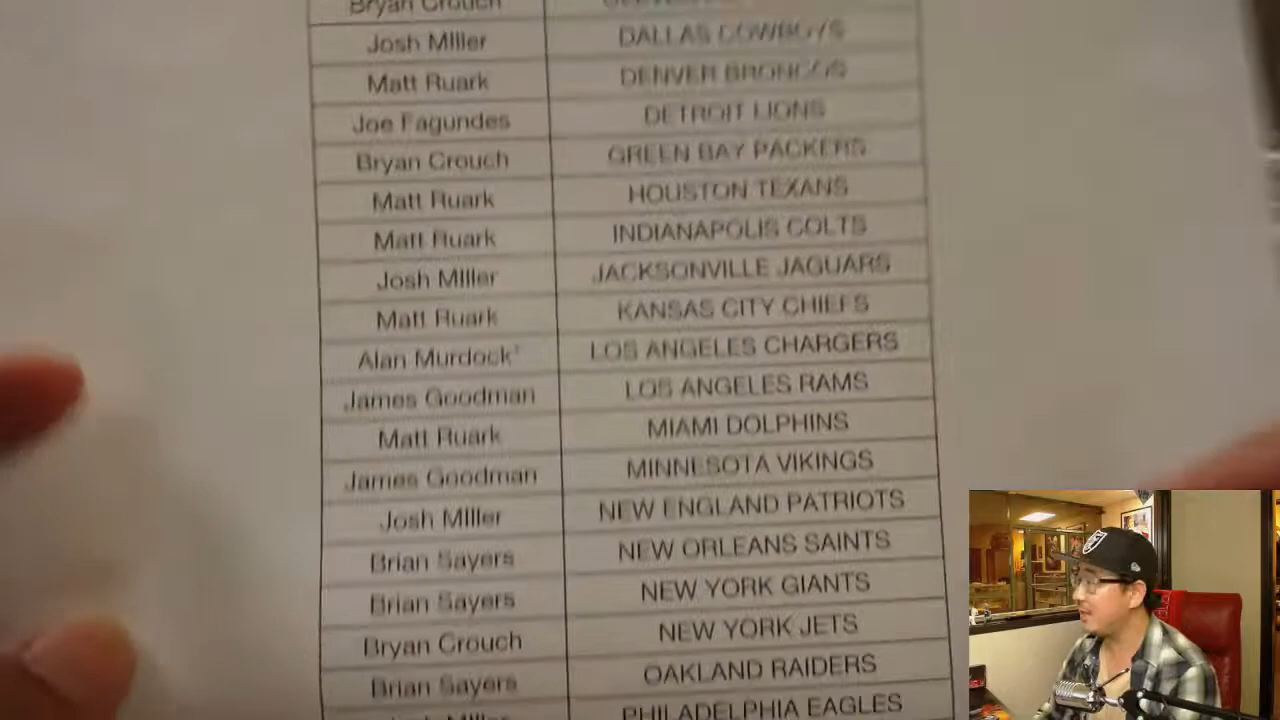 Bryan Crouch
Josh MIller DALLAS COWBOYS
Matt Ruark DENVER BRONCOS
Joe Fagundes DETROIT LIONS
Bryan Crouch GREEN BAY PACKERS
Matt Ruark HOUSTON TEXANS
Matt Ruark INDIANAPOLIS COLTS
Josh MIller JACKSONVILLE JAGUARS
Matt Ruark KANSAS CITY CHIEFS
Alan Murdock* LOS ANGELES CHARGERS
James Goodman LOS ANGELES RAMS
Matt Ruark MIAMI DOLPHINS
James Goodman MINNESOTA VIKINGS
Josh MIller NEW ENGLAND PATRIOTS
Brian Sayers NEW ORLEANS SAINTS
Brian Sayers NEW YORK GIANTS
Bryan Crouch NEW YORK JETS
Brian Sayers OAKLAND RAIDERS
MIller PHILADELPHIA EAGLES